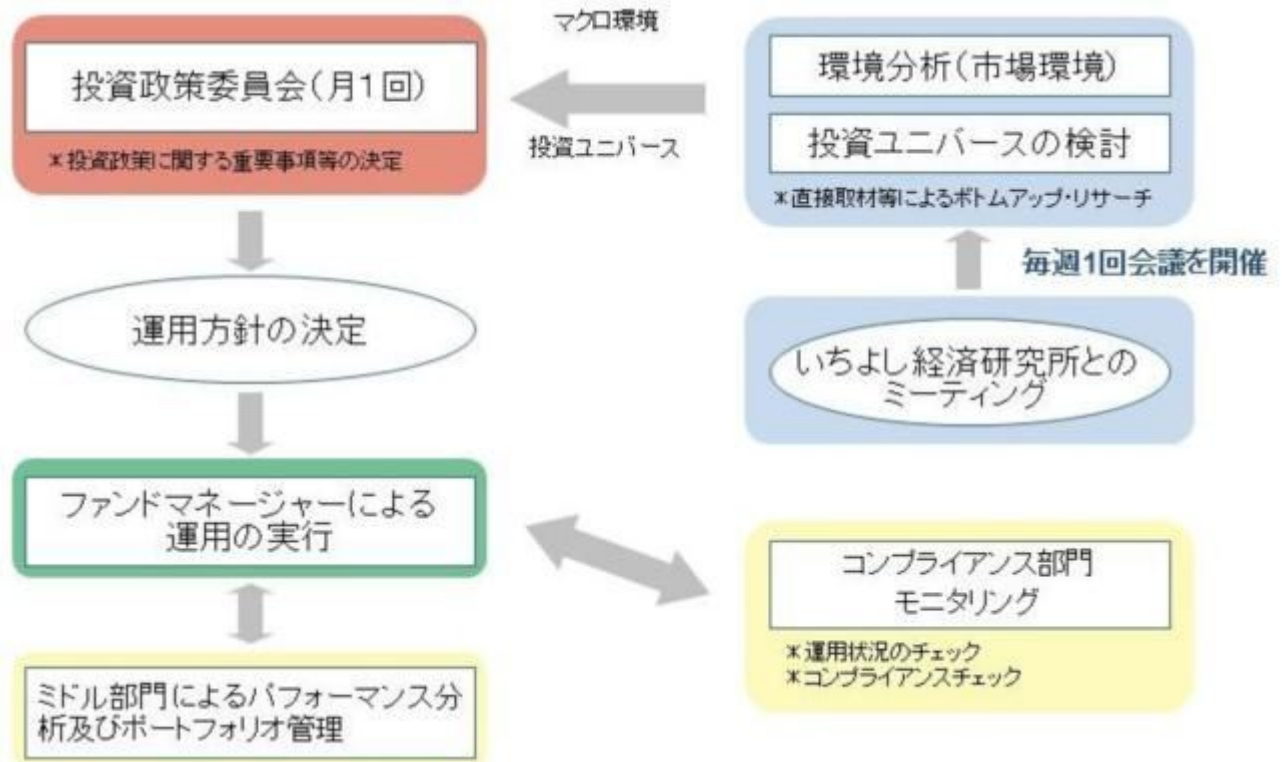 マクロ環境
投資政策委員会(月1回)
*投資政策に関する重要事項等の決定
投資ユニバース
環境分析(市場環境)
投資ユニバースの検討
*直接取材等によるボトムアップ・リサーチ
毎週1回会議を開催
いちよし経済研究所との
ミーティング
運用方針の決定
ファンドマネージャーによる
運用の実行
コンプライアンス部門
モニタリング
*運用状況のチェック
*コンプライアンスチェック
ミドル部門によるパフォーマンス分
析及びポートフォリオ管理